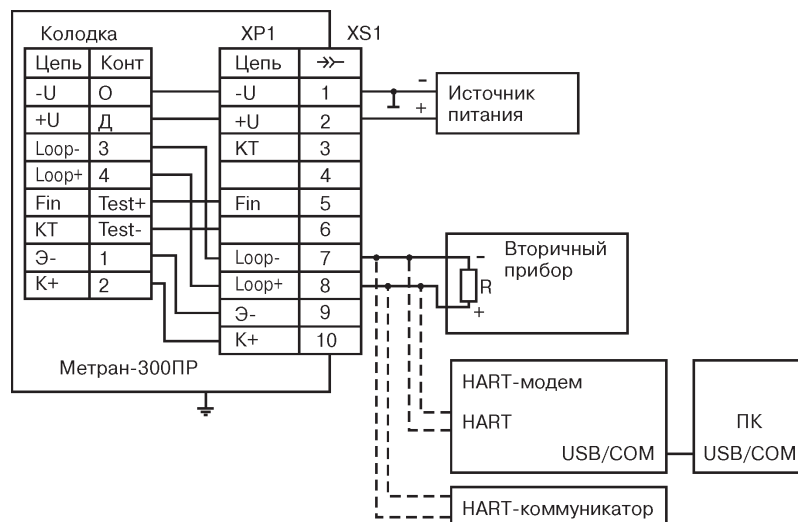 Колодка
XP1
XS1
Цепь Конт
Цепь
-U О
-U 1
+U Д
+U 2
Loop- 3
КТ 3
Loop+ 4
4
Fin Test+
Fin 5
КТ Test-
6
Э- 1
Loop- 7
К+ 2
Loop+ 8
Э- 9
К+ 10
Метран-300ПР
-
+
Источник
питания
Вторичный
прибор
-
R
+
HART-модем
HART
USB/COM
ПК
USB/COM
HART-коммуникатор